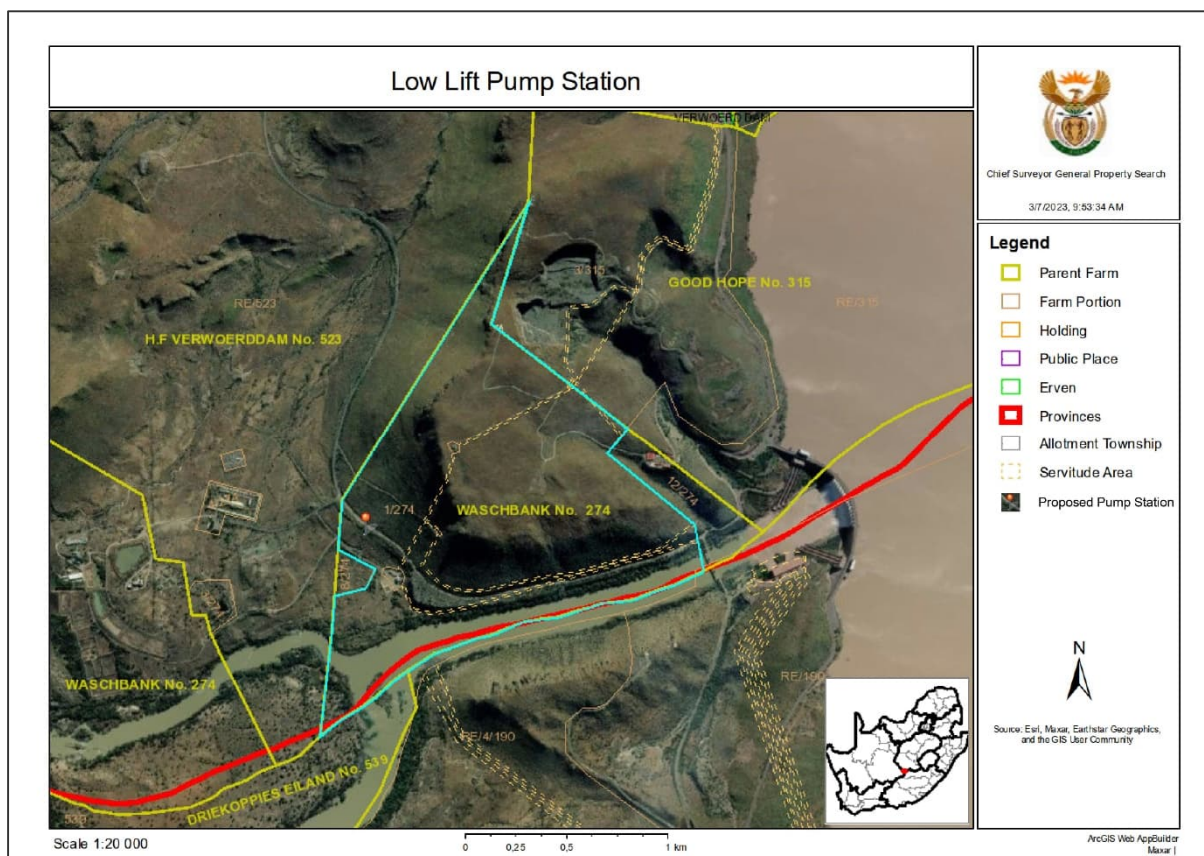 Low Lift Pump Station
VERWOERD DAM
3/315
GOOD HOPE No. 315
RE/315
RE/523
H.F VERWOERDDAM No. 523
1/274
WASCHBANK No. 274
12/274
WASCHBANK No. 274
RE/190
RE/4/190
DRIEKOPPIES EILAND No. 539
539
Chief Surveyor General Property Search
3/7/2023, 9:53:34 AM
Legend
Parent Farm
Farm Portion
Holding
Public Place
Erven
Provinces
Allotment Township
Servitude Area
Proposed Pump Station
N
Source: Esri, Maxar, Earthstar Geographics,
and the GIS User Community
Scale 1:20 000
0 0,25 0,5 1 km
ArcGIS Web AppBuilder
Maxar |